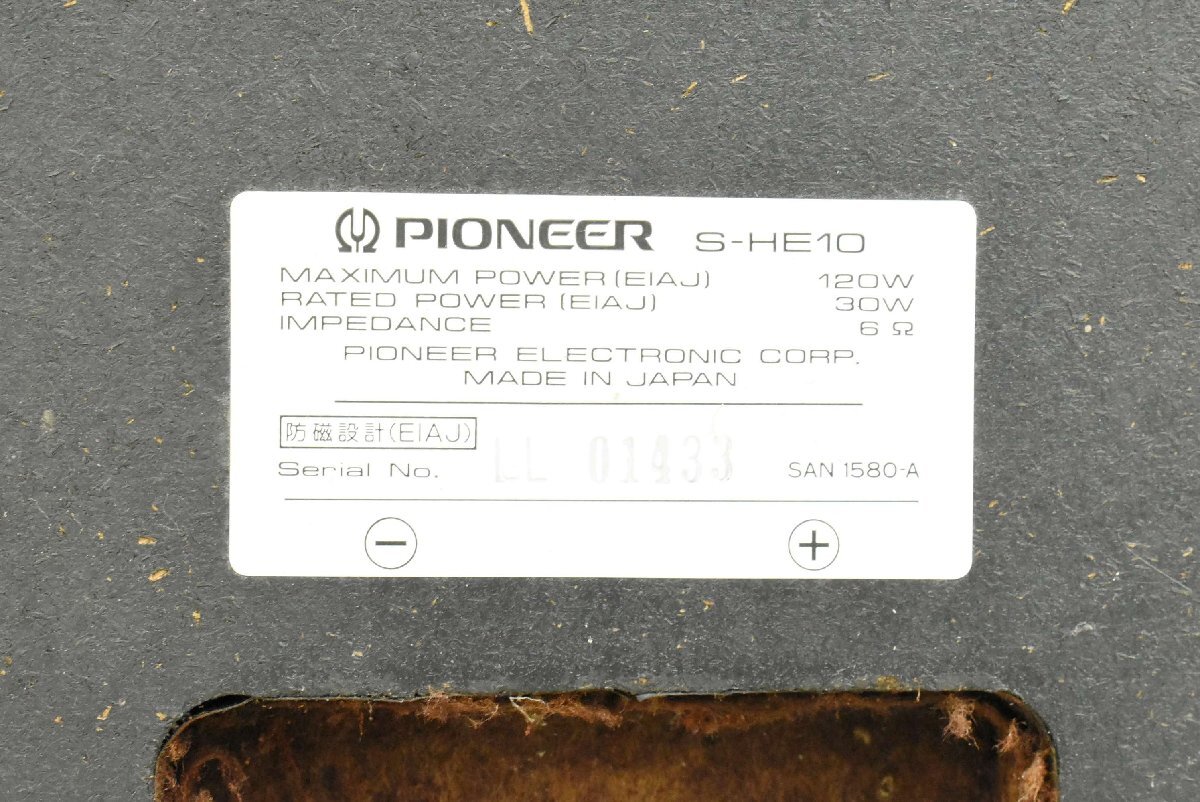 PIONEER S-HE10
MAXIMUM POWER (EIAJ) 120W
RATED POWER (EIAJ) 30W
IMPEDANCE 6 Ω
PIONEER ELECTRONIC CORP.
MADE IN JAPAN
防磁設計(EIAJ)
Serial No. LL 01433 SAN 1580-A
− +